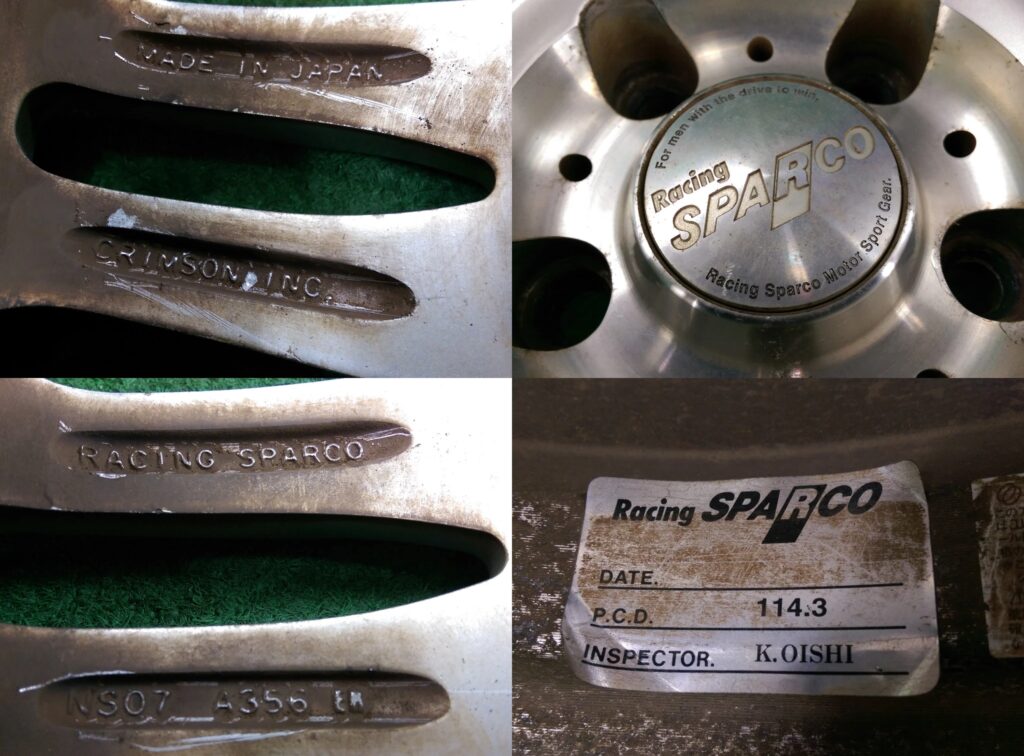 MADE IN JAPAN
CRIMSON INC.
For men with the drive to win.
Racing
SPARCO
Racing Sparco Motor Sport Gear.
RACING SPARCO
NS07 A356
Racing SPARCO
DATE.
P.C.D. 114.3
INSPECTOR. K.OISHI